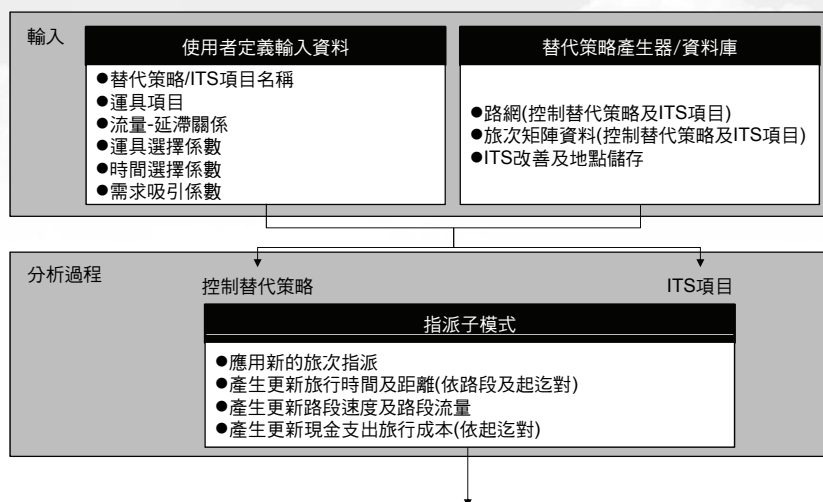 輸入
使用者定義輸入資料
●替代策略/ITS項目名稱
●運具項目
●流量-延滯關係
●運具選擇係數
●時間選擇係數
●需求吸引係數
替代策略產生器/資料庫
●路網(控制替代策略及ITS項目)
●旅次矩陣資料(控制替代策略及ITS項目)
●ITS改善及地點儲存
分析過程
控制替代策略
ITS項目
指派子模式
●應用新的旅次指派
●產生更新旅行時間及距離(依路段及起迄對)
●產生更新路段速度及路段流量
●產生更新現金支出旅行成本(依起迄對)